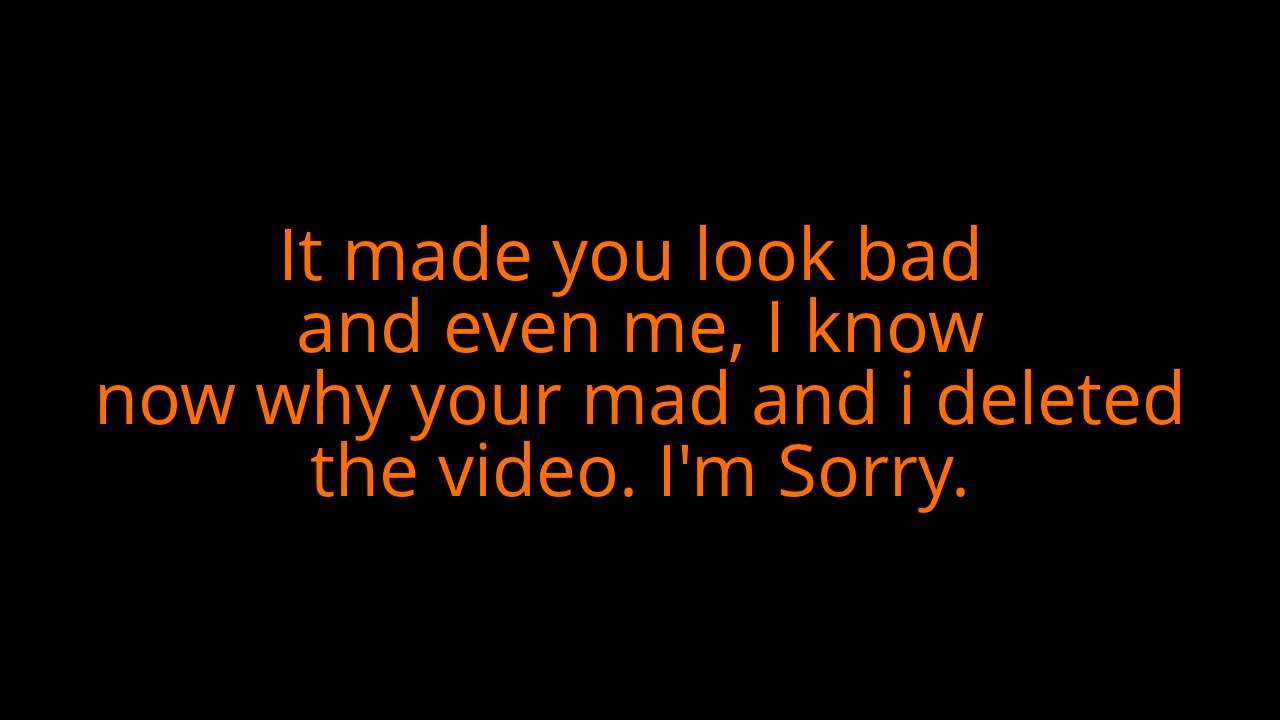 It made you look bad
and even me, I know
now why your mad and i deleted
the video. I'm Sorry.